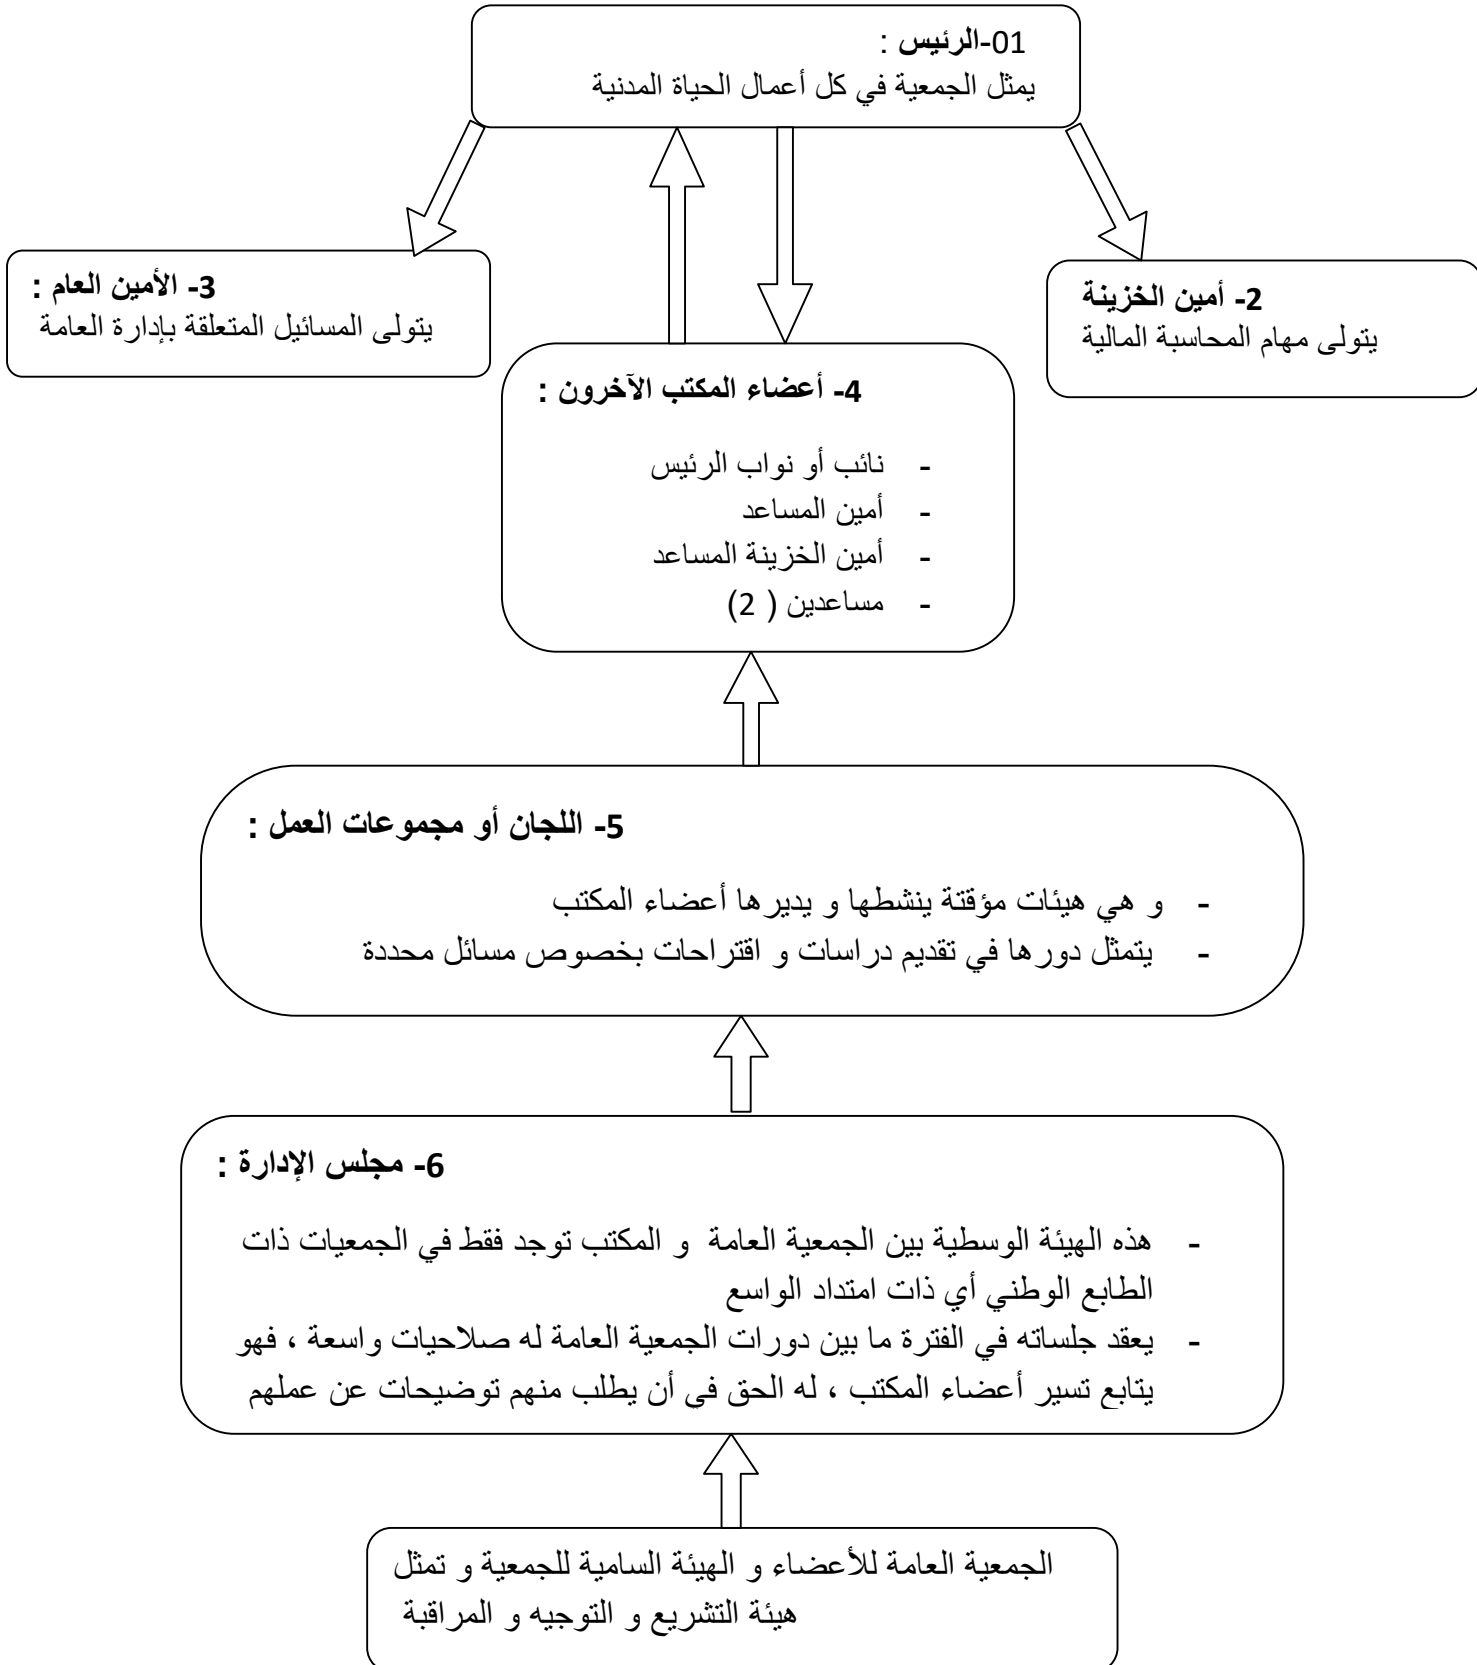 01-الرئيس :
يمثل الجمعية في كل أعمال الحياة المدنية
2- أمين الخزينة
يتولى مهام المحاسبة المالية
3- الأمين العام :
يتولى المسائيل المتعلقة بإدارة العامة
4- أعضاء المكتب الآخرون :
- نائب أو نواب الرئيس
- أمين المساعد
- أمين الخزينة المساعد
- مساعدين ( 2)
5- اللجان أو مجموعات العمل :
- و هي هيئات مؤقتة ينشطها و يديرها أعضاء المكتب
- يتمثل دورها في تقديم دراسات و اقتراحات بخصوص مسائل محددة
6- مجلس الإدارة :
- هذه الهيئة الوسطية بين الجمعية العامة و المكتب توجد فقط في الجمعيات ذات
الطابع الوطني أي ذات امتداد الواسع
- يعقد جلساته في الفترة ما بين دورات الجمعية العامة له صلاحيات واسعة ، فهو
يتابع تسير أعضاء المكتب ، له الحق في أن يطلب منهم توضيحات عن عملهم
الجمعية العامة للأعضاء و الهيئة السامية للجمعية و تمثل
هيئة التشريع و التوجيه و المراقبة